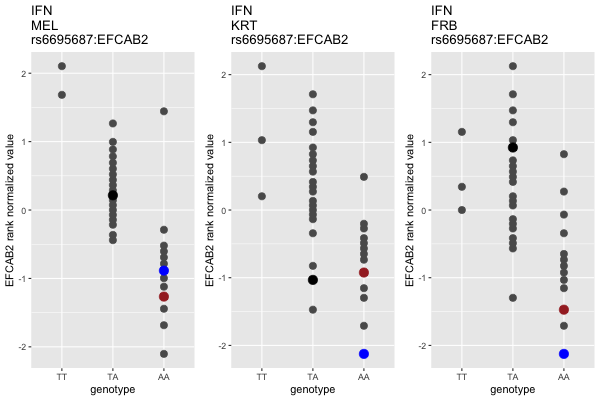 IFN
MEL
rs6695687:EFCAB2
EFCAB2 rank normalized value
2
1
0
-1
-2
TT
TA
AA
genotype
IFN
KRT
rs6695687:EFCAB2
EFCAB2 rank normalized value
2
1
0
-1
-2
TT
TA
AA
genotype
IFN
FRB
rs6695687:EFCAB2
EFCAB2 rank normalized value
2
1
0
-1
-2
TT
TA
AA
genotype